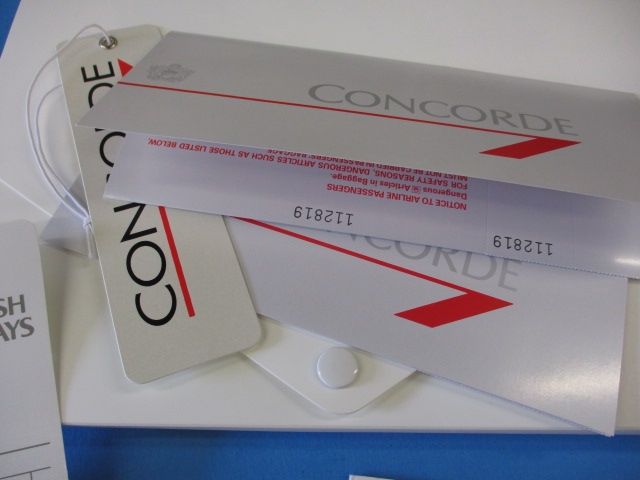 CONCORDE
CONCORDE
NOTICE TO AIRLINE PASSENGERS
Dangerous Articles in Baggage.
FOR SAFETY REASONS, DANGEROUS ARTICLES SUCH AS THOSE LISTED BELOW,
MUST NOT BE CARRIED IN PASSENGERS' BAGGAGE
112819
112819
NCORDE
SH
AYS